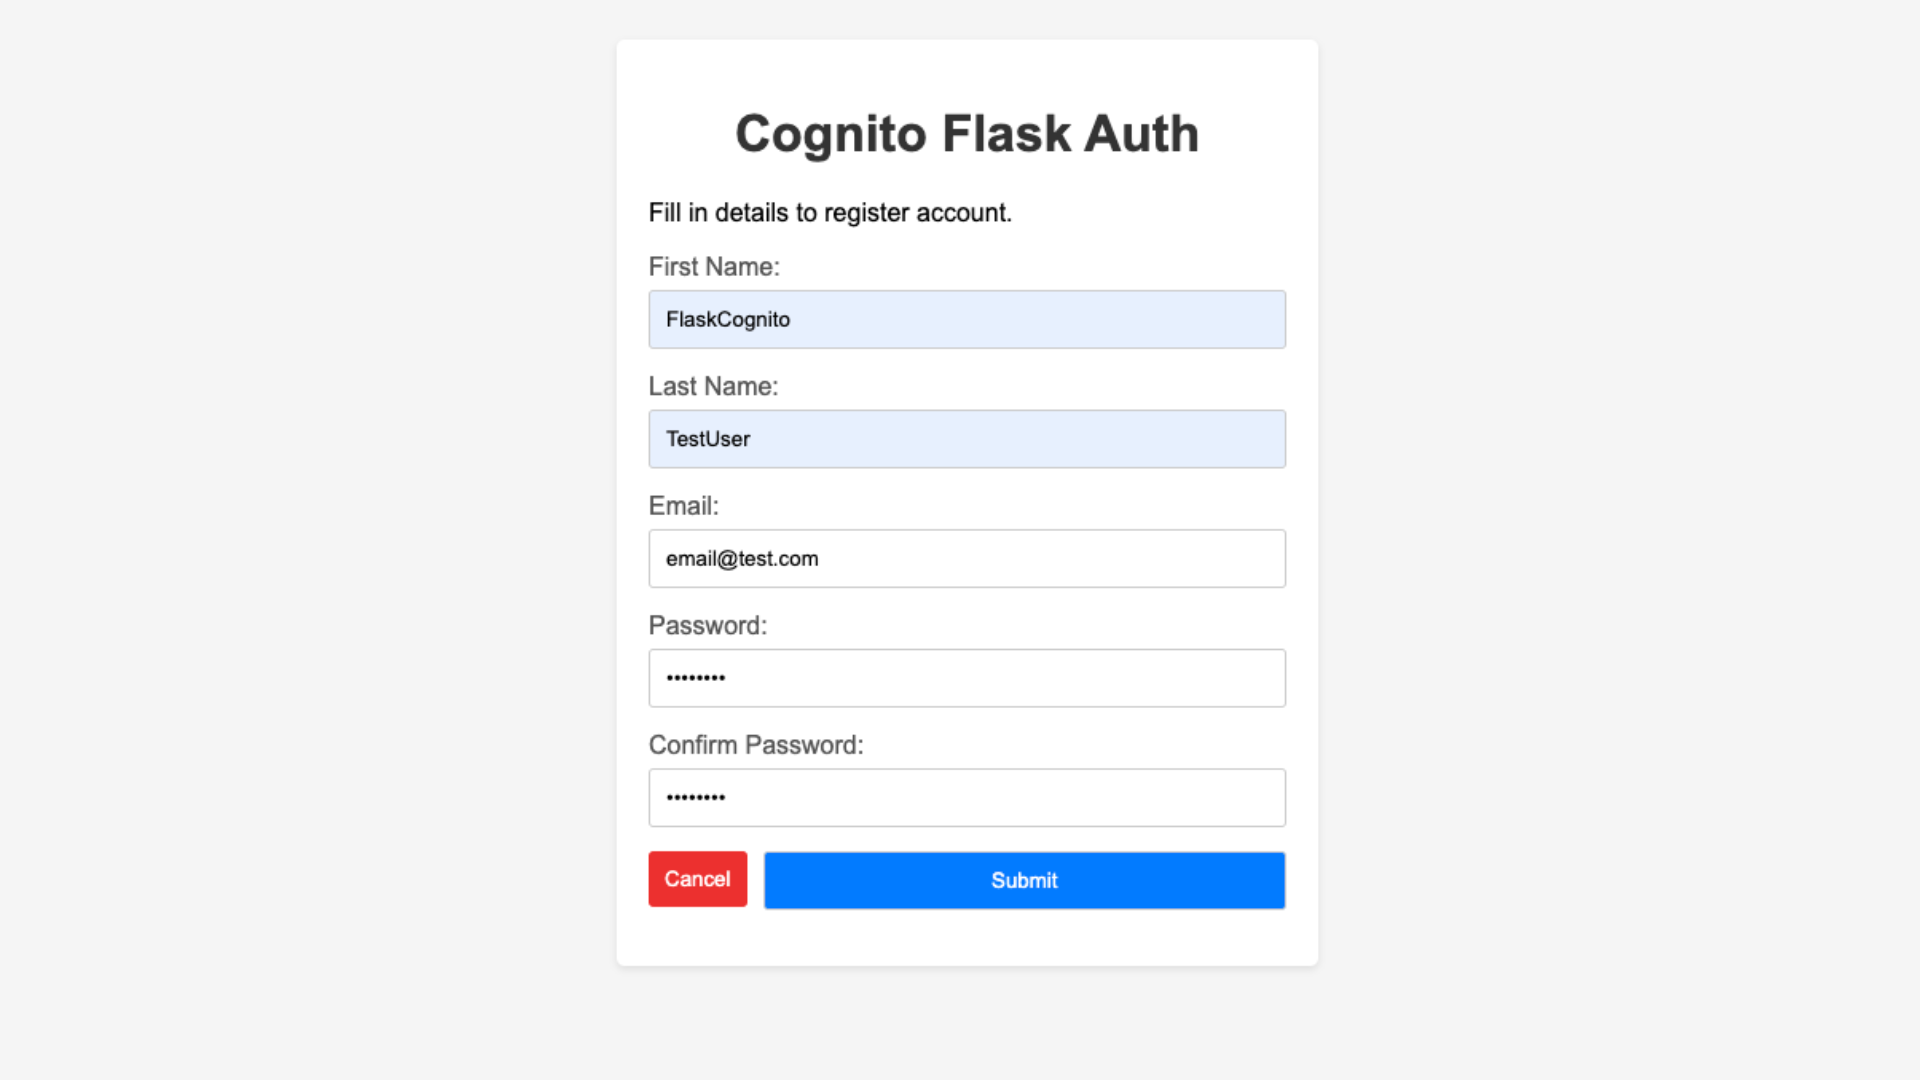 Cognito Flask Auth
Fill in details to register account.
First Name:
FlaskCognito
Last Name:
TestUser
Email:
email@test.com
Password:
••••••••
Confirm Password:
••••••••
Cancel Submit